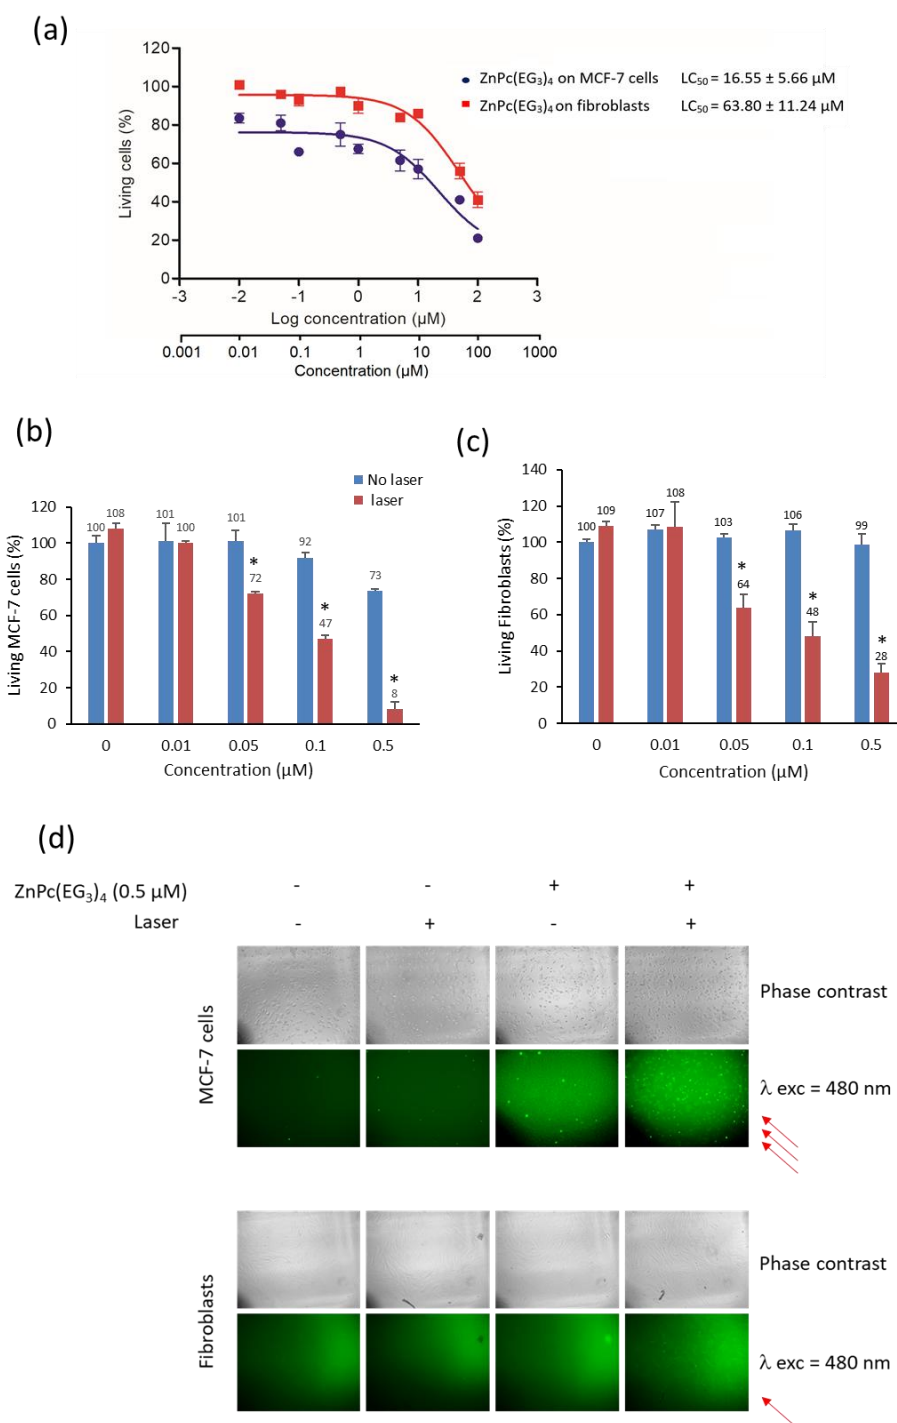 (a)
120
100
80
60
40
20
0
Living cells (%)
-3 -2 -1 0 1 2 3
Log concentration (µM)
0.001 0.01 0.1 1 10 100 1000
Concentration (µM)
ZnPc(EG3)4 on MCF-7 cells LC50 = 16.55 ± 5.66 µM
ZnPc(EG3)4 on fibroblasts LC50 = 63.80 ± 11.24 µM
(b)
No laser
laser
120
100
80
60
40
20
0
Living MCF-7 cells (%)
100 108 101 100 101 * 72 92 * 47 73 * 8
0 0.01 0.05 0.1 0.5
Concentration (µM)
(c)
140
120
100
80
60
40
20
0
Living Fibroblasts (%)
100 109 107 108 103 * 64 106 * 48 99 * 28
0 0.01 0.05 0.1 0.5
Concentration (µM)
(d)
ZnPc(EG3)4 (0.5 µM) - - + +
Laser - + - +
MCF-7 cells
Phase contrast
λ exc = 480 nm
Fibroblasts
Phase contrast
λ exc = 480 nm